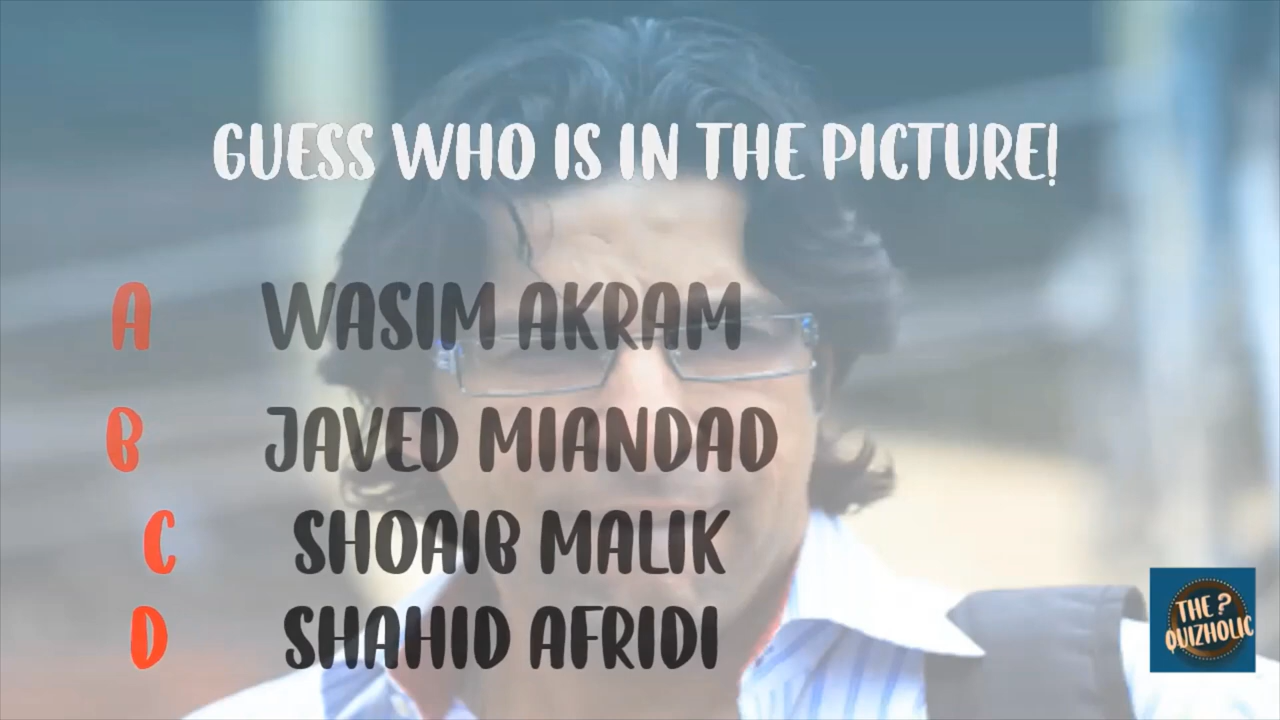 GUESS WHO IS IN THE PICTURE!
A WASIM AKRAM
B JAVED MIANDAD
C SHOAIB MALIK
D SHAHID AFRIDI
THE ?
QUIZHOLIC